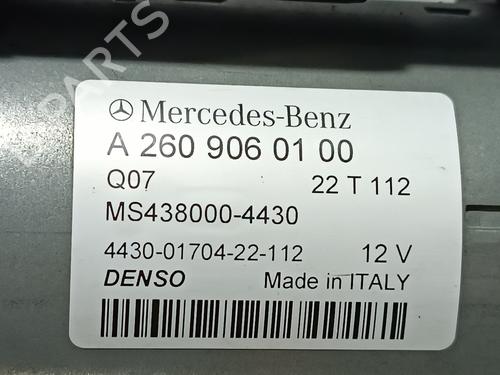 PARTS
Mercedes-Benz
A 260 906 01 00
Q07 22 T 112
MS438000-4430
4430-01704-22-112 12 V
DENSO Made in ITALY